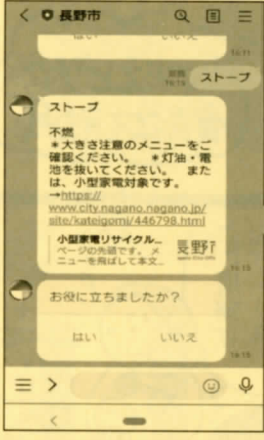 長野市
はい いいえ
16:11
既読
16:15
ストーブ
ストーブ
不燃
*大きさ注意のメニューをご
確認ください。 *灯油・電
池を抜いてください。 また
は、小型家電対象です。
→https://
www.city.nagano.nagano.jp/
site/kateigomi/446798.html
小型家電リサイクル...
ページの先頭です。 メ
ニューを飛ばして本文...
長野市
16:15
お役に立ちましたか?
はい いいえ
16:15